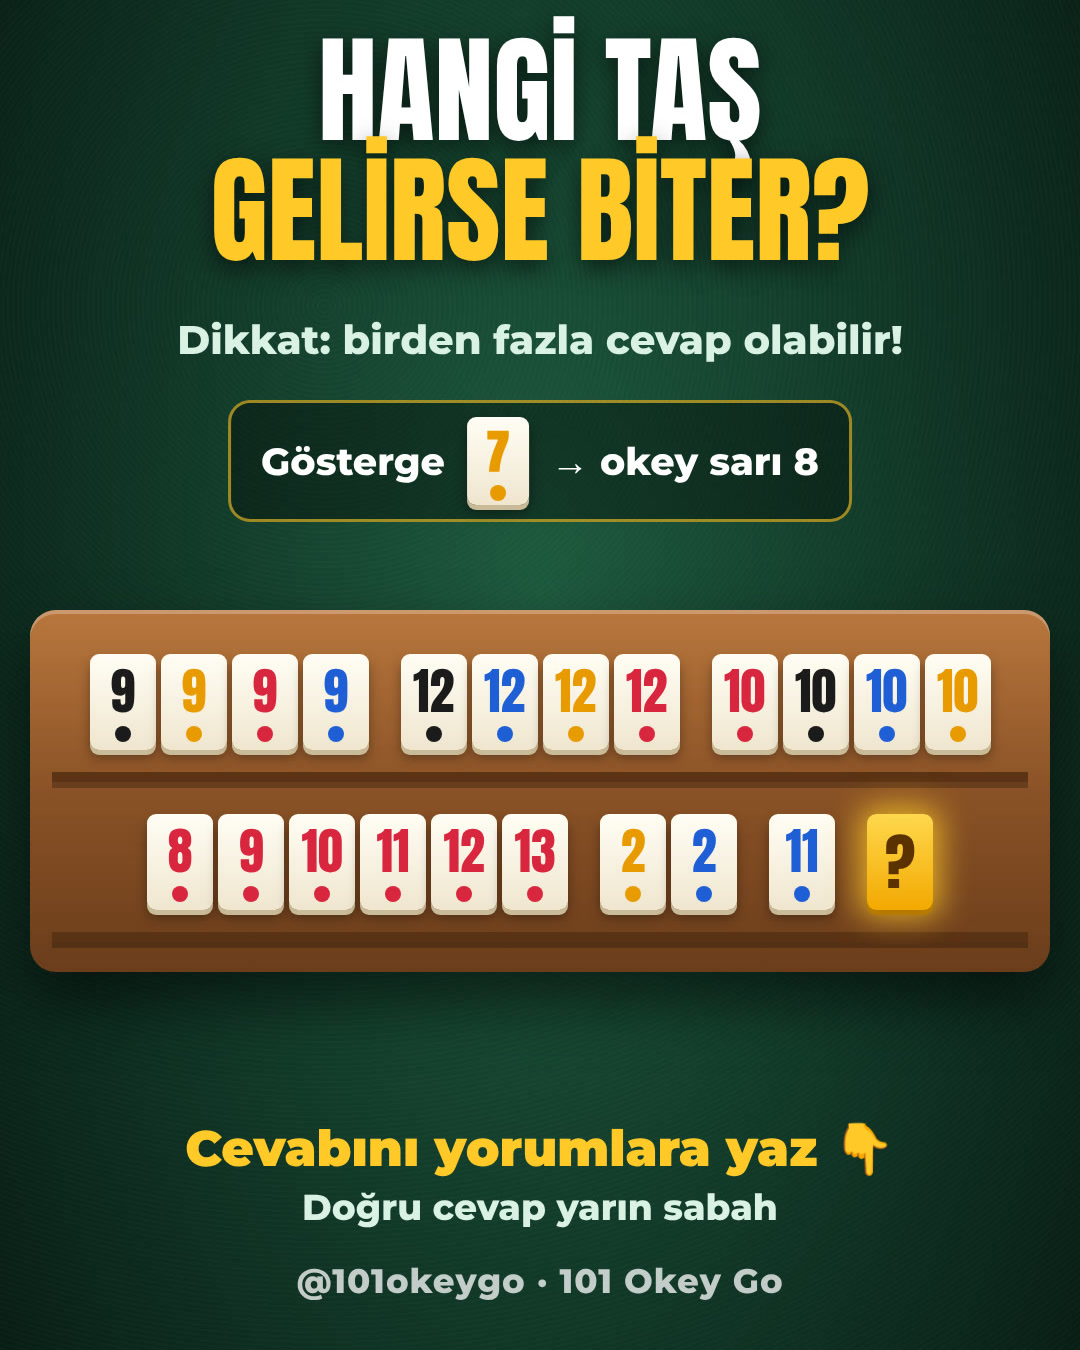 HANGİ TAŞ
GELİRSE BİTER?
Dikkat: birden fazla cevap olabilir!
Gösterge 7 → okey sarı 8
9 9 9 9 12 12 12 12 10 10 10 10
8 9 10 11 12 13 2 2 11 ?
Cevabını yorumlara yaz 👇
Doğru cevap yarın sabah
@101okeygo · 101 Okey Go